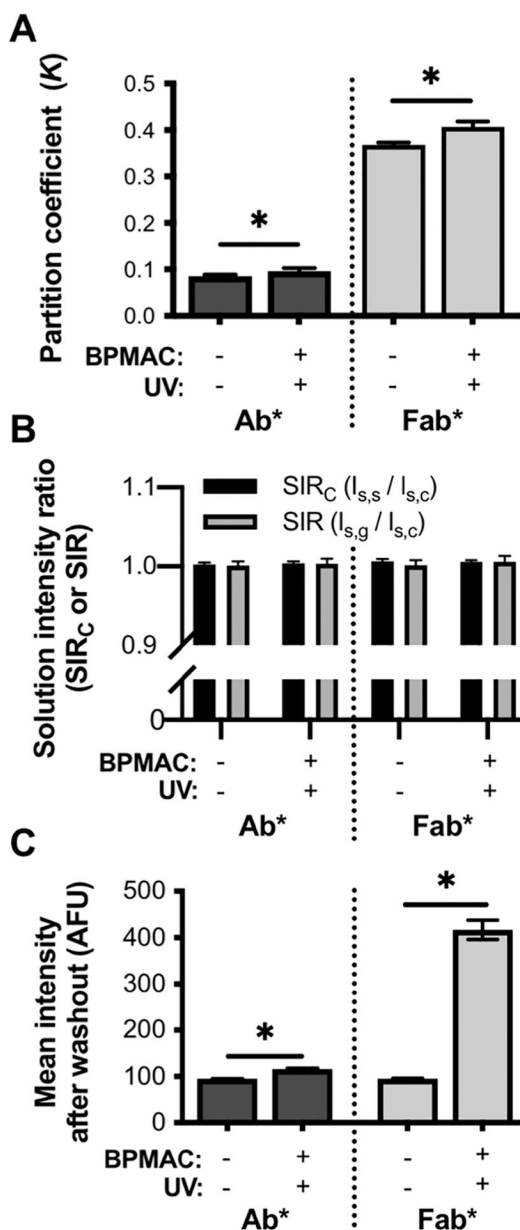 A
Partition coefficient (K)
0.5
0.4
0.3
0.2
0.1
0.0
*
*
BPMAC: - + - +
UV: - + - +
Ab* Fab*
B
Solution intensity ratio
(SIRC or SIR)
1.1
1.0
0.9
0
SIRC (Is,s / Is,c)
SIR (Is,g / Is,c)
BPMAC: - + - +
UV: - + - +
Ab* Fab*
C
Mean intensity
after washout (AFU)
500
400
300
200
100
0
*
*
BPMAC: - + - +
UV: - + - +
Ab* Fab*